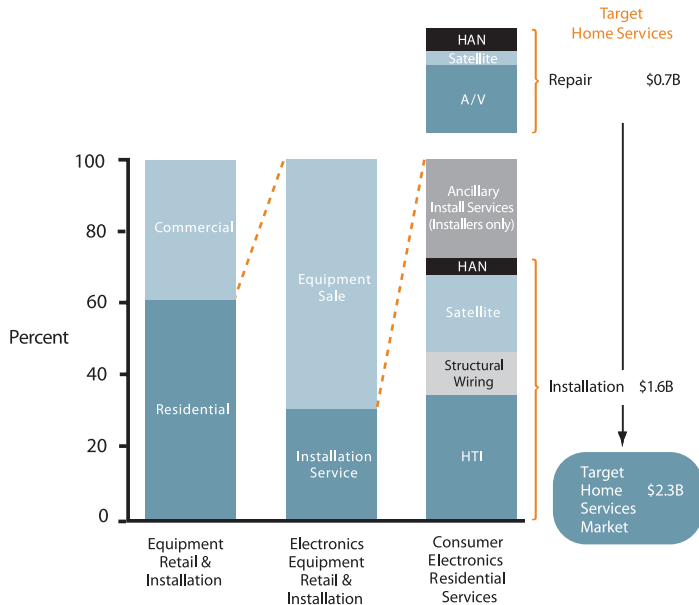 Target
Home Services
HAN
Satellite
A/V
Repair $0.7B
100
80
60
40
20
0
Percent
Commercial
Residential
Equipment
Sale
Installation
Service
Ancillary
Install Services
(Installers only)
HAN
Satellite
Structural
Wiring
HTI
Installation $1.6B
Target
Home
Services
Market
$2.3B
Equipment
Retail &
Installation
Electronics
Equipment
Retail &
Installation
Consumer
Electronics
Residential
Services